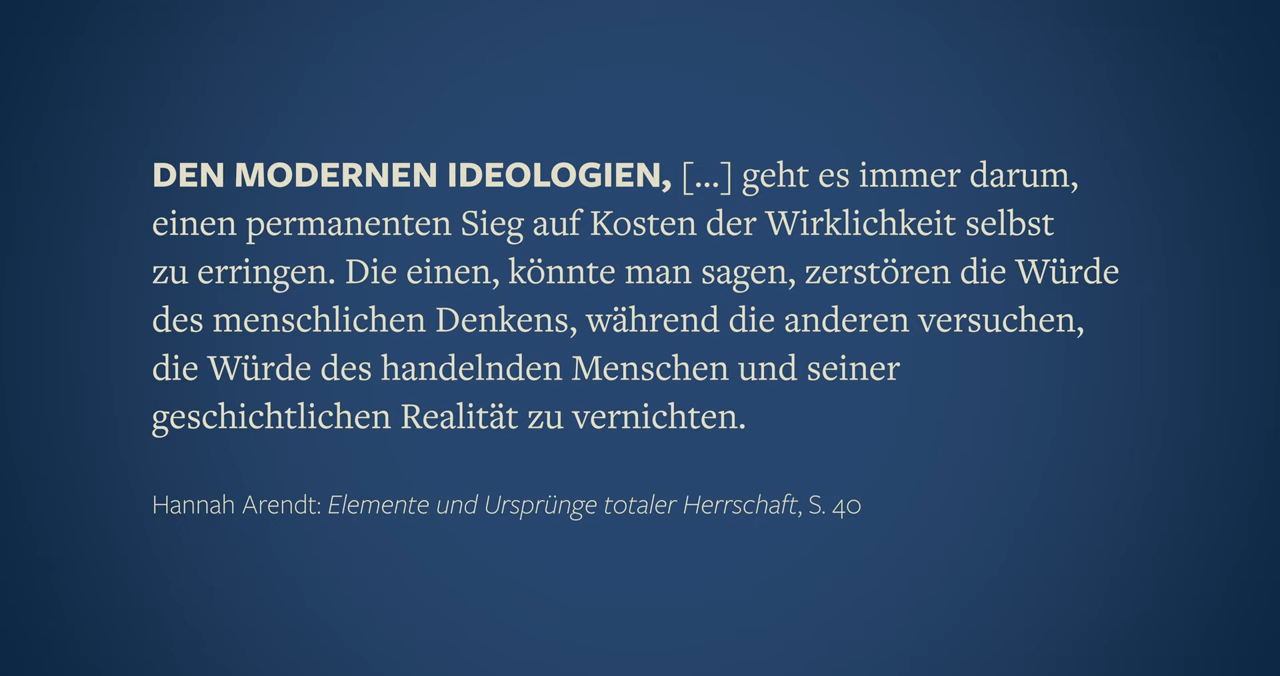 DEN MODERNEN IDEOLOGIEN, [...] geht es immer darum,
einen permanenten Sieg auf Kosten der Wirklichkeit selbst
zu erringen. Die einen, könnte man sagen, zerstören die Würde
des menschlichen Denkens, während die anderen versuchen,
die Würde des handelnden Menschen und seiner
geschichtlichen Realität zu vernichten.
Hannah Arendt: Elemente und Ursprünge totaler Herrschaft, S. 40